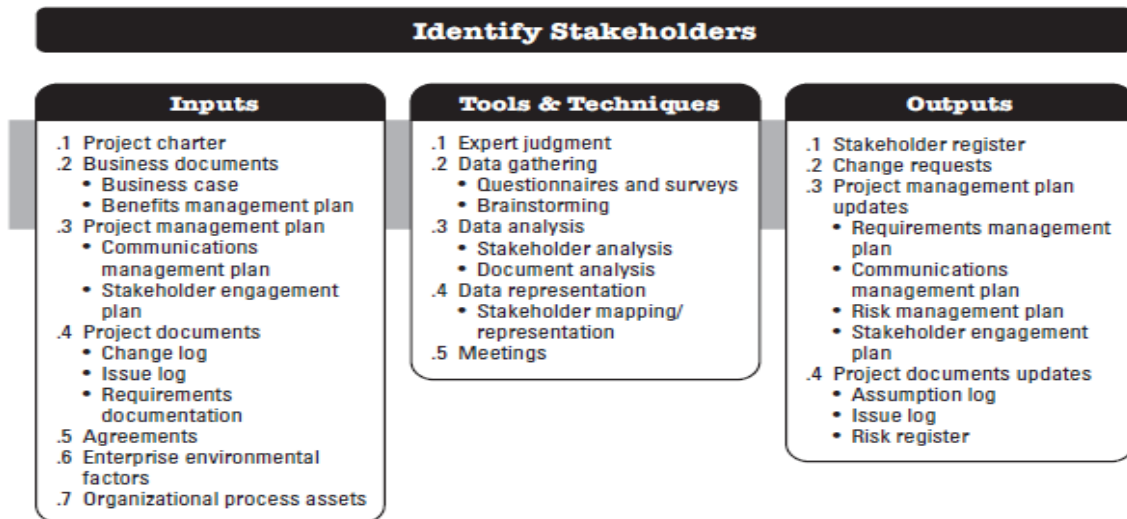 Identify Stakeholders
Inputs
.1 Project charter
.2 Business documents
• Business case
• Benefits management plan
.3 Project management plan
• Communications
management plan
• Stakeholder engagement
plan
.4 Project documents
• Change log
• Issue log
• Requirements
documentation
.5 Agreements
.6 Enterprise environmental
factors
.7 Organizational process assets
Tools & Techniques
.1 Expert judgment
.2 Data gathering
• Questionnaires and surveys
• Brainstorming
.3 Data analysis
• Stakeholder analysis
• Document analysis
.4 Data representation
• Stakeholder mapping/
representation
.5 Meetings
Outputs
.1 Stakeholder register
.2 Change requests
.3 Project management plan
updates
• Requirements management
plan
• Communications
management plan
• Risk management plan
• Stakeholder engagement
plan
.4 Project documents updates
• Assumption log
• Issue log
• Risk register